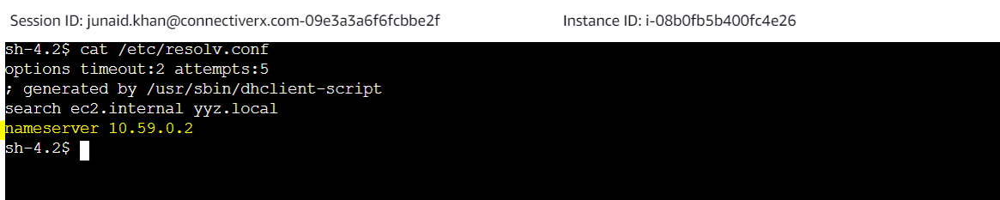 Session ID: junaid.khan@connectiverx.com-09e3a3a6f6fcbbe2f Instance ID: i-08b0fb5b400fc4e26
sh-4.2$ cat /etc/resolv.conf
options timeout:2 attempts:5
; generated by /usr/sbin/dhclient-script
search ec2.internal yyz.local
nameserver 10.59.0.2
sh-4.2$